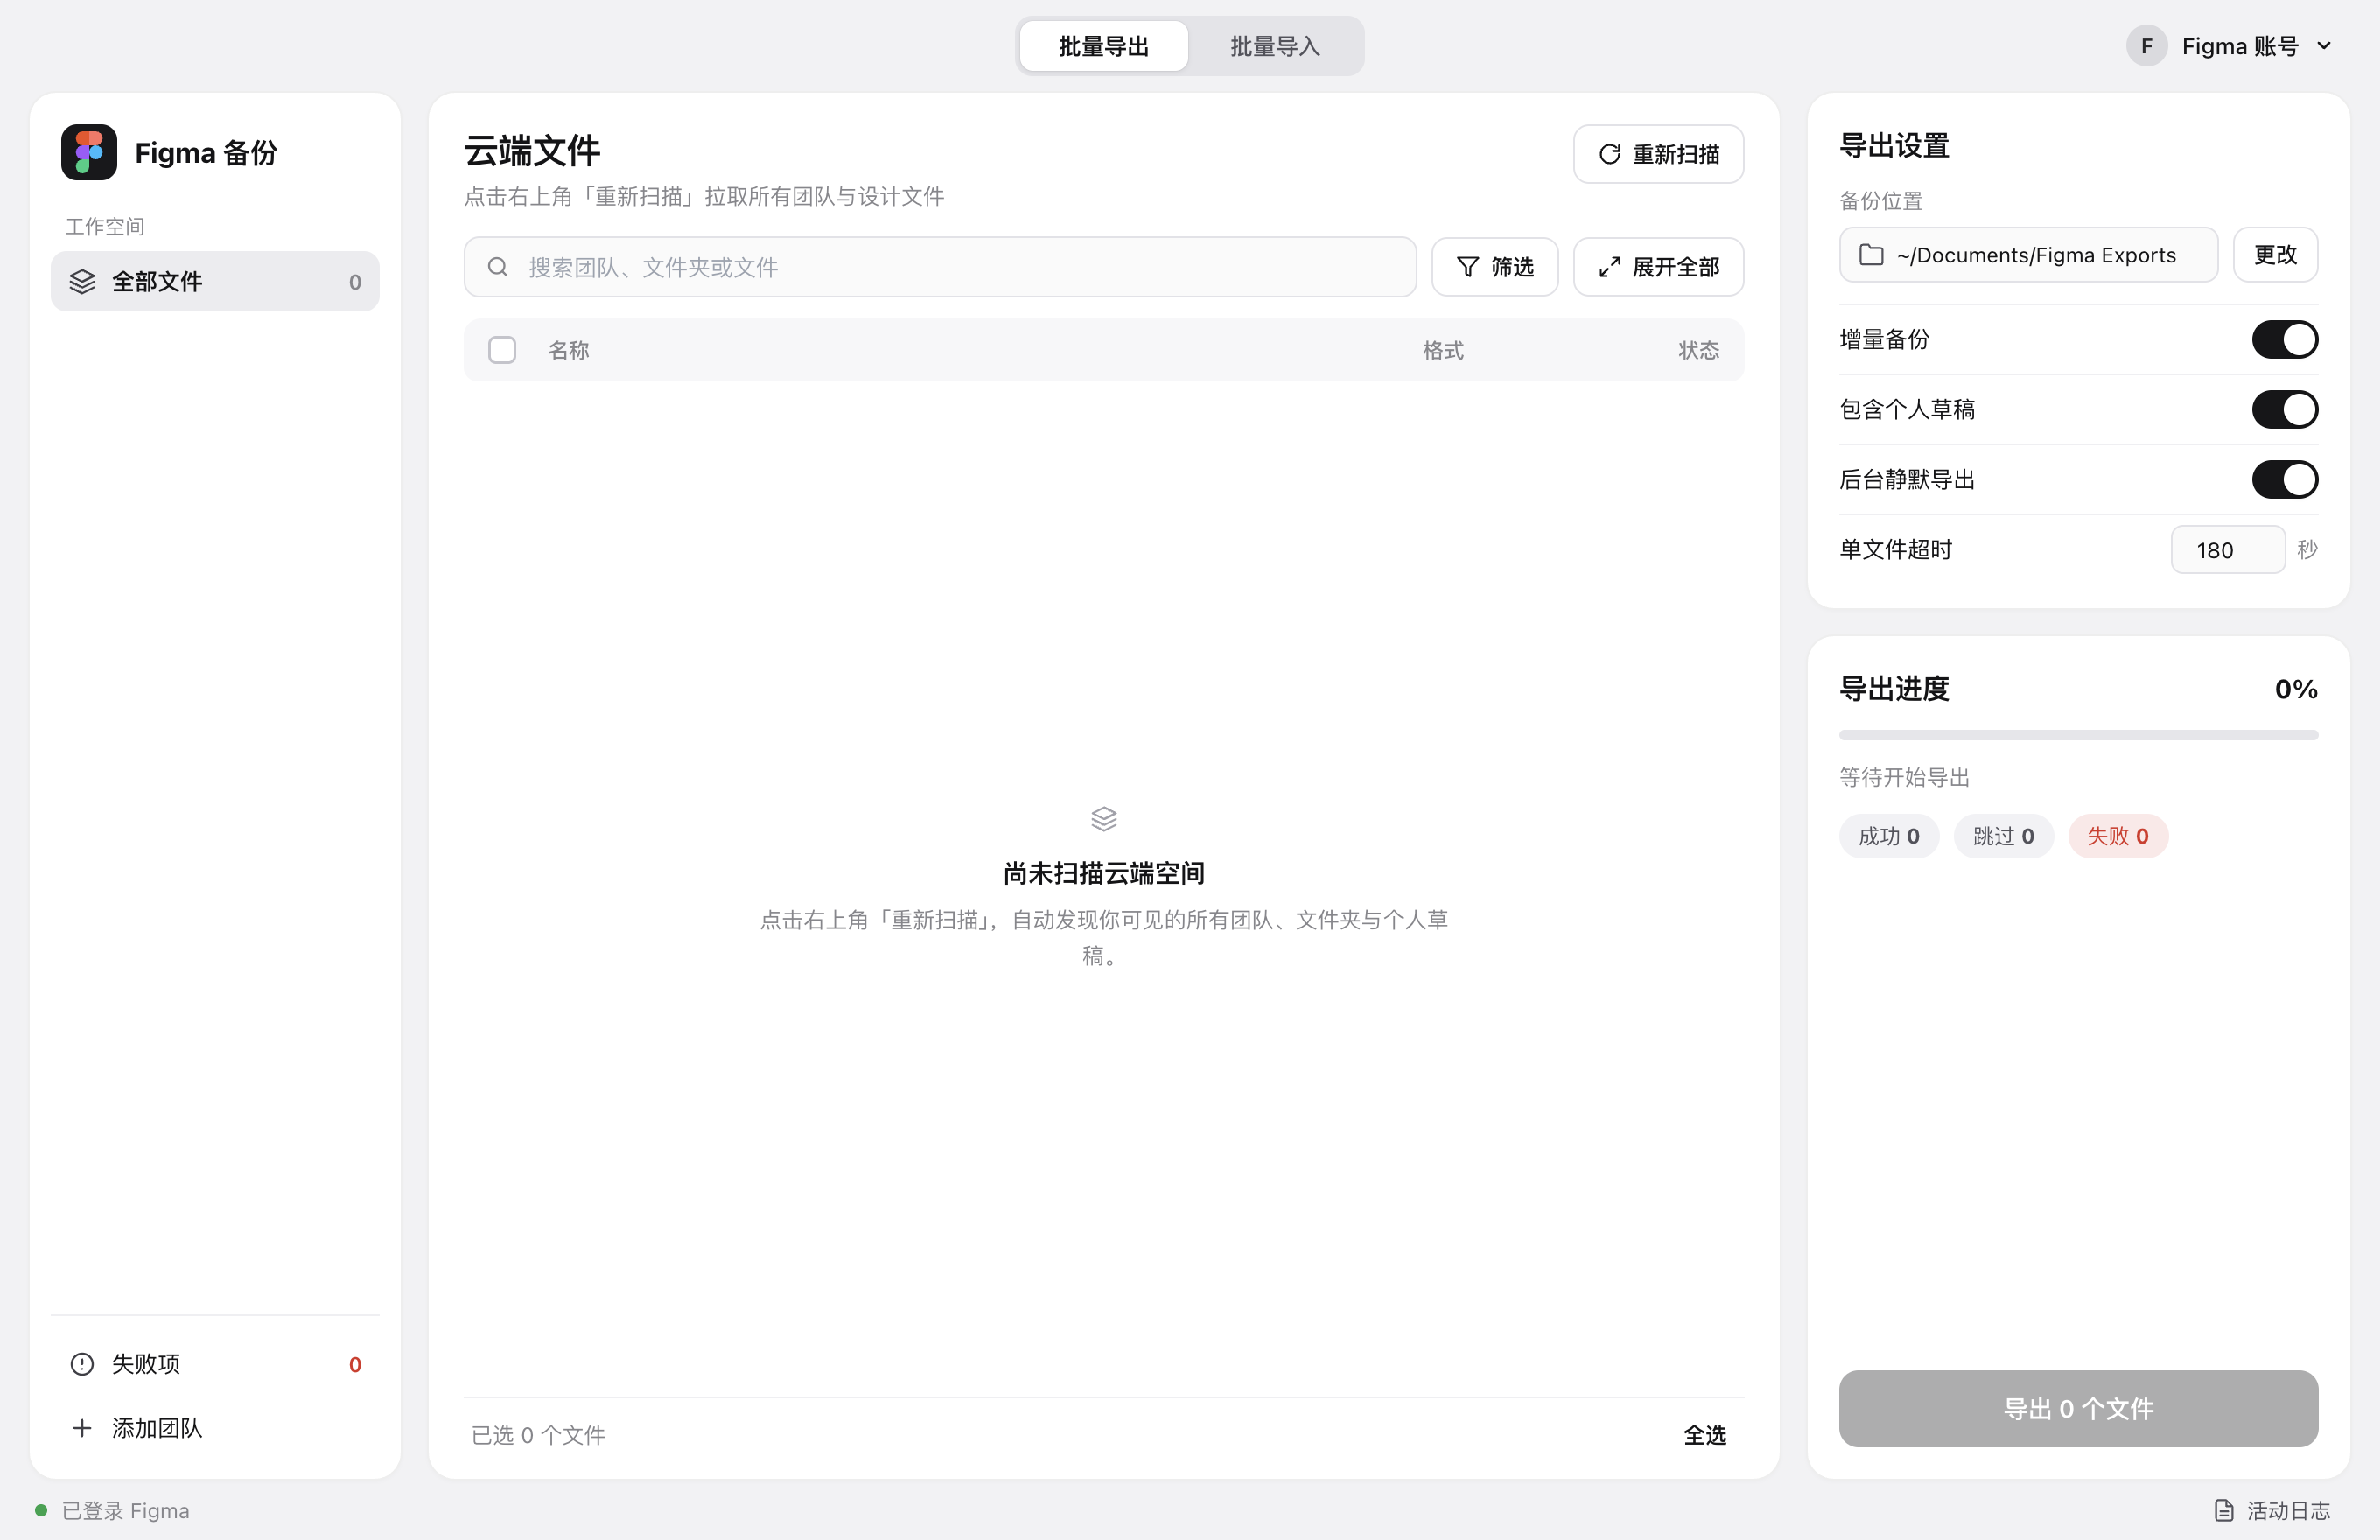 批量导出
批量导入
F
Figma 账号
Figma 备份
工作空间
全部文件
0
失败项
0
添加团队
云端文件
点击右上角「重新扫描」拉取所有团队与设计文件
重新扫描
搜索团队、文件夹或文件
筛选
展开全部
名称
格式
状态
尚未扫描云端空间
点击右上角「重新扫描」，自动发现你可见的所有团队、文件夹与个人草
稿。
已选 0 个文件
全选
导出设置
备份位置
~/Documents/Figma Exports
更改
增量备份
包含个人草稿
后台静默导出
单文件超时
180
秒
导出进度
0%
等待开始导出
成功 0
跳过 0
失败 0
导出 0 个文件
已登录 Figma
活动日志